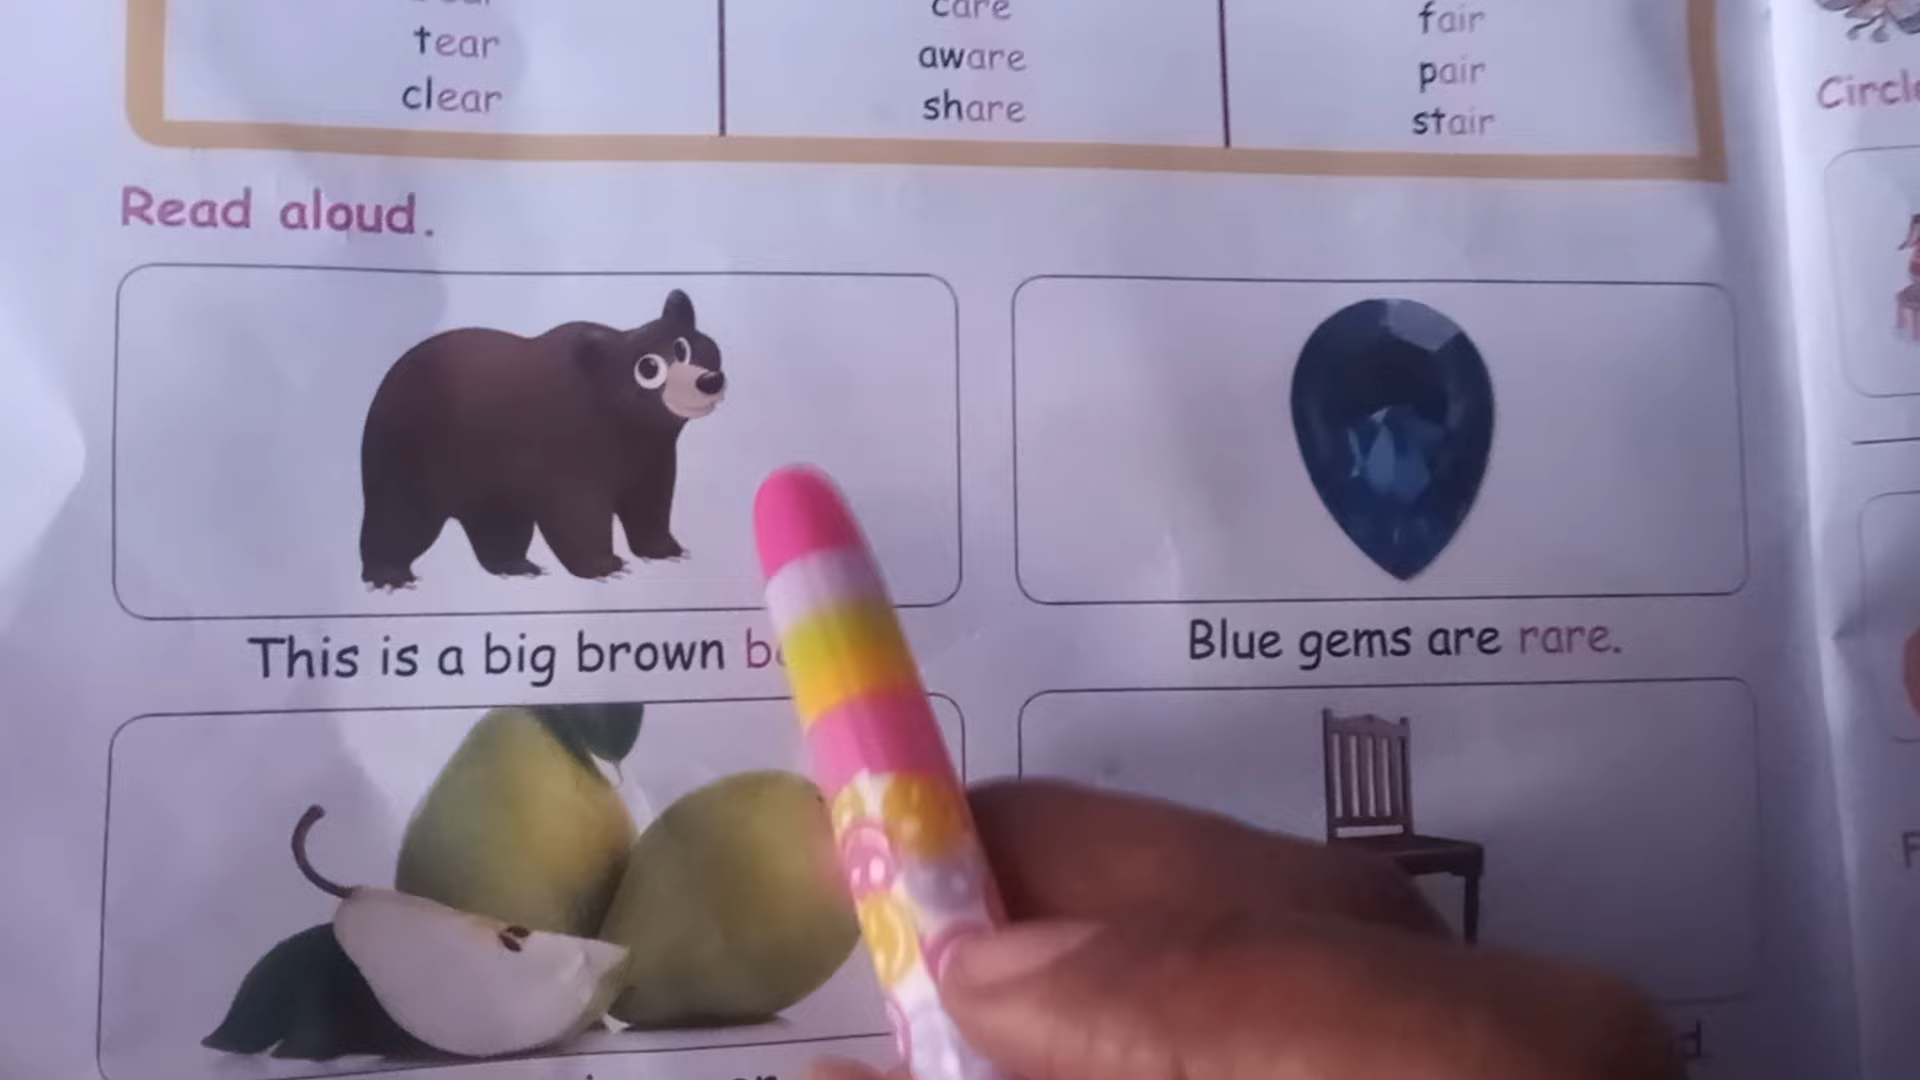 tear
clear
care
aware
share
fair
pair
stair
Read aloud.
This is a big brown
Blue gems are rare.